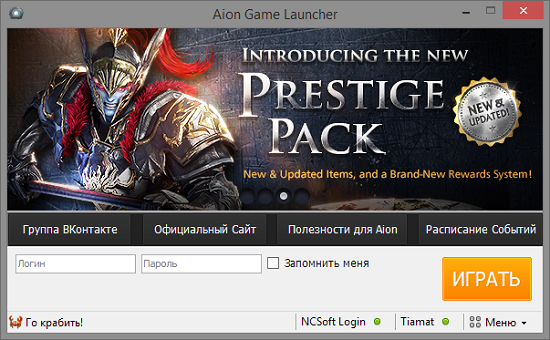 Aion Game Launcher
INTRODUCING THE NEW
PRESTIGE
PACK
NEW &
UPDATED!
New & Updated Items, and a Brand-New Rewards System!
Группа ВКонтакте
Официальный Сайт
Полезности для Aion
Расписание Событий
Логин
Пароль
Запомнить меня
ИГРАТЬ
Го крабить!
NCSoft Login
Tiamat
Меню